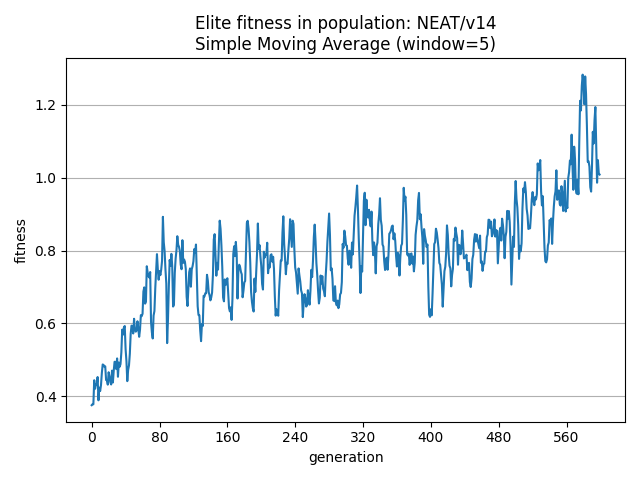 Elite fitness in population: NEAT/v14
Simple Moving Average (window=5)
fitness
1.2
1.0
0.8
0.6
0.4
0 80 160 240 320 400 480 560
generation